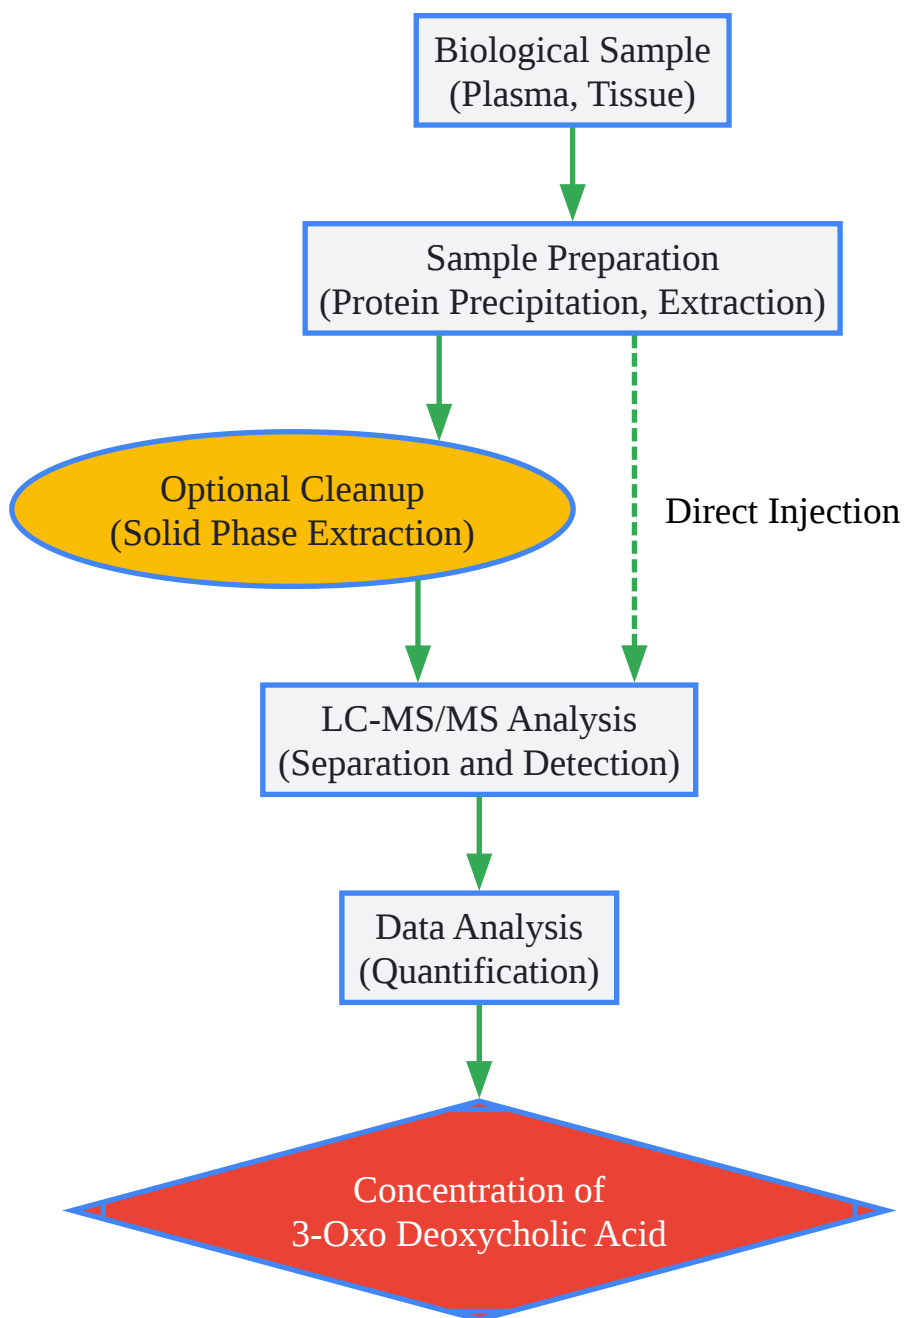 Biological Sample
(Plasma, Tissue)
Sample Preparation
(Protein Precipitation, Extraction)
Optional Cleanup
(Solid Phase Extraction)
Direct Injection
LC-MS/MS Analysis
(Separation and Detection)
Data Analysis
(Quantification)
Concentration of
3-Oxo Deoxycholic Acid